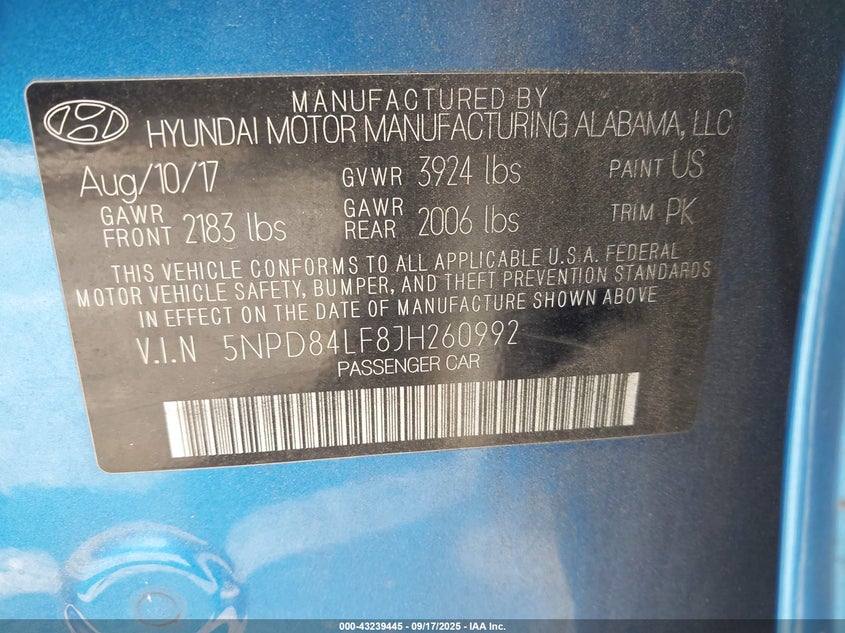 MANUFACTURED BY
HYUNDAI MOTOR MANUFACTURING ALABAMA, LLC
Aug/10/17 GVWR 3924 lbs PAINT US
GAWR FRONT 2183 lbs GAWR REAR 2006 lbs TRIM PK
THIS VEHICLE CONFORMS TO ALL APPLICABLE U.S.A. FEDERAL
MOTOR VEHICLE SAFETY, BUMPER, AND THEFT PREVENTION STANDARDS
IN EFFECT ON THE DATE OF MANUFACTURE SHOWN ABOVE
V.I.N 5NPD84LF8JH260992
PASSENGER CAR
000-43239445 - 09/17/2025 - IAA Inc.